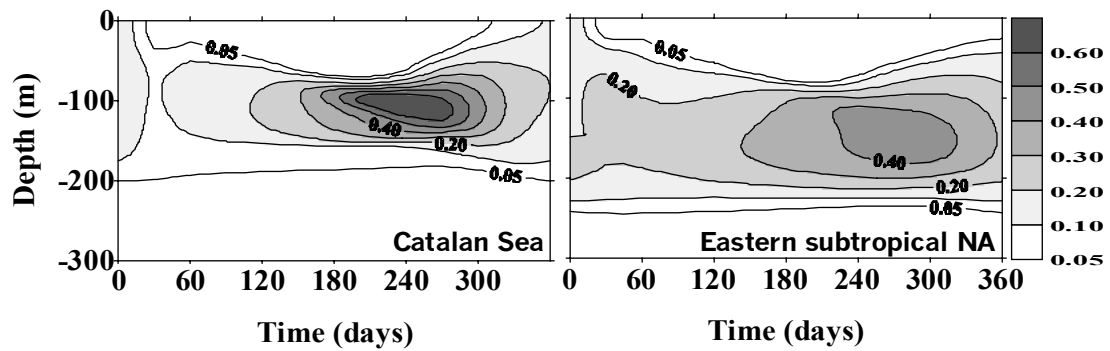 0
-100
-200
-300
Depth (m)
0.05
0.40
0.20
0.05
Catalan Sea
0 60 120 180 240 300
Time (days)
0.05
0.20
0.40
0.20
0.05
Eastern subtropical NA
0 60 120 180 240 300 360
Time (days)
0.60
0.50
0.40
0.30
0.20
0.10
0.05